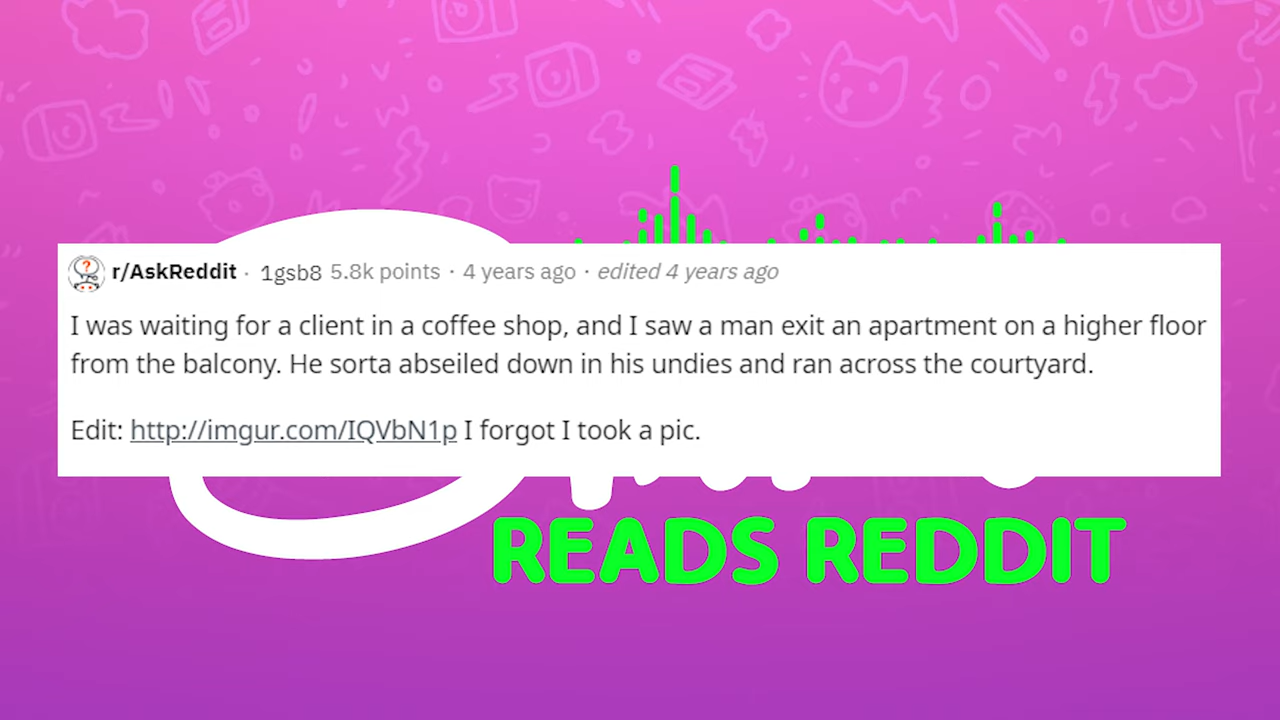 r/AskReddit · 1gsb8 5.8k points · 4 years ago · edited 4 years ago
I was waiting for a client in a coffee shop, and I saw a man exit an apartment on a higher floor
from the balcony. He sorta abseiled down in his undies and ran across the courtyard.
Edit: http://imgur.com/IQVbN1p I forgot I took a pic.
READS REDDIT